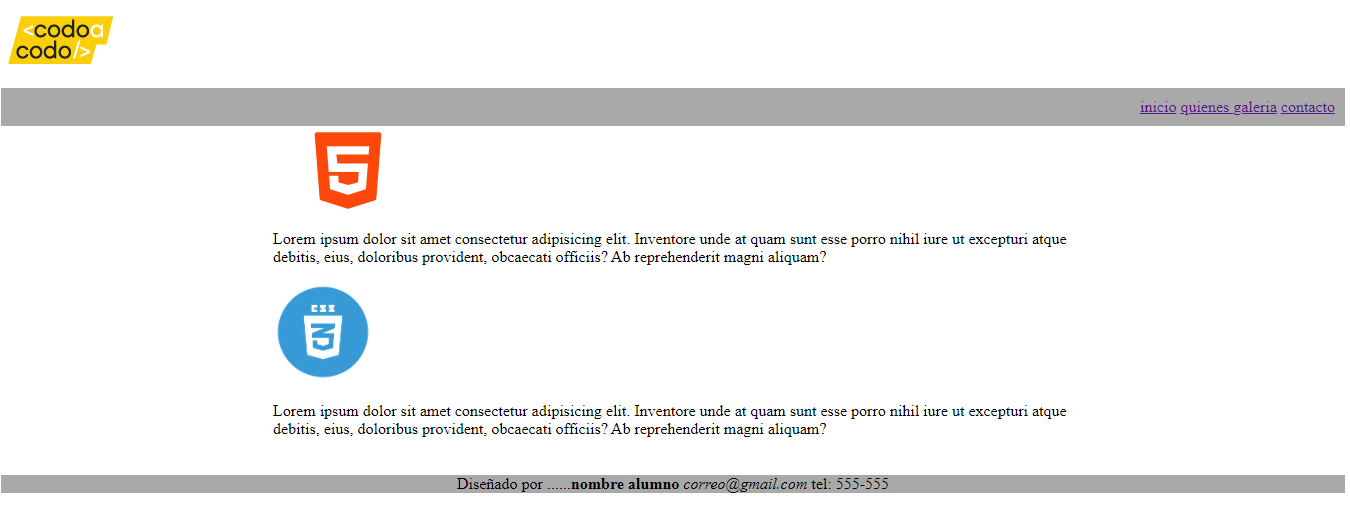 <codo a
codo/>
inicio quienes galeria contacto
5
Lorem ipsum dolor sit amet consectetur adipisicing elit. Inventore unde at quam sunt esse porro nihil iure ut excepturi atque
debitis, eius, doloribus provident, obcaecati officiis? Ab reprehenderit magni aliquam?
CSS
3
Lorem ipsum dolor sit amet consectetur adipisicing elit. Inventore unde at quam sunt esse porro nihil iure ut excepturi atque
debitis, eius, doloribus provident, obcaecati officiis? Ab reprehenderit magni aliquam?
Diseñado por ......nombre alumno correo@gmail.com tel: 555-555